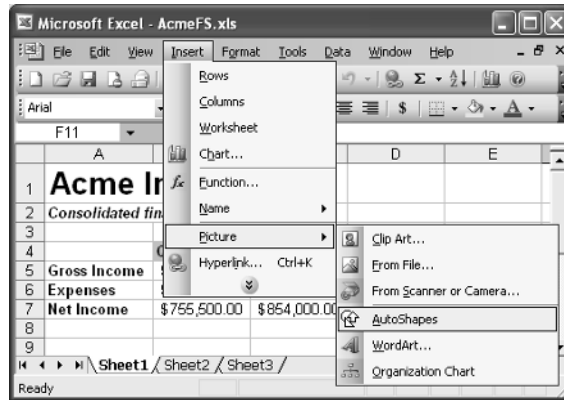 Microsoft Excel - AcmeFS.xls
File Edit View Insert Format Tools Data Window Help
Σ
Arial
$ A
F11
A D E
Rows
Columns
Worksheet
Chart...
fx Function...
Name
Picture
Hyperlink... Ctrl+K
Clip Art...
From File...
From Scanner or Camera...
AutoShapes
WordArt...
Organization Chart
1 Acme
2 Consolidated
3
4
5 Gross Income
6 Expenses
7 Net Income $755,500.00 $854,000.00
8
9
Sheet1 Sheet2 Sheet3
Ready